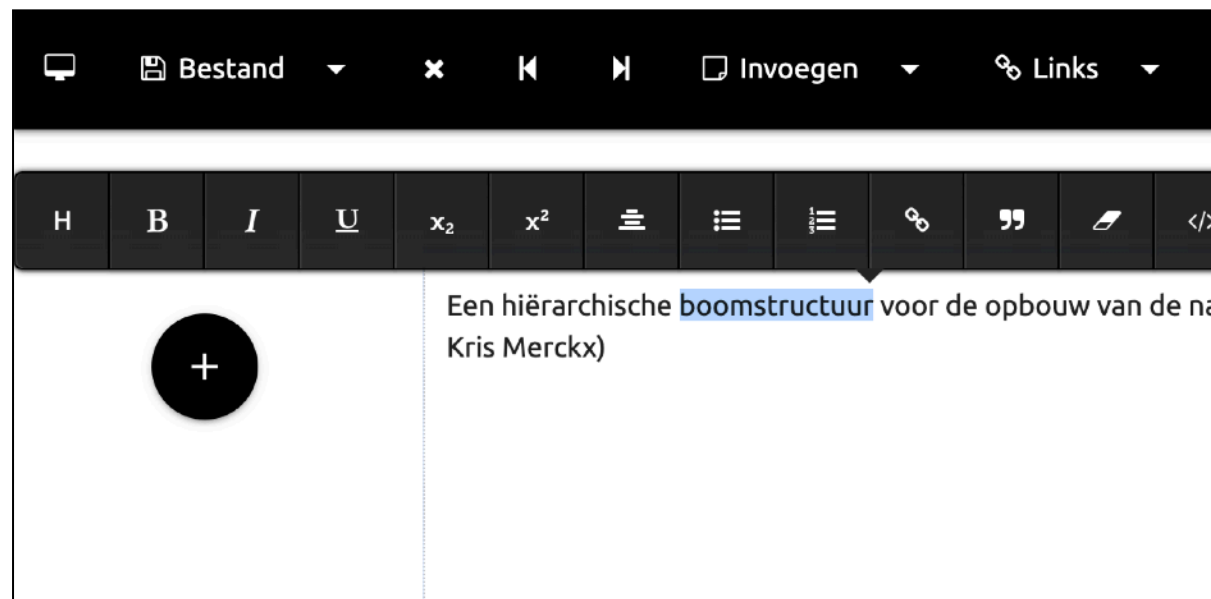 Bestand Invoegen Links
H B I U x₂ x² </>
Een hiërarchische boomstructuur voor de opbouw van de
Kris Merckx)